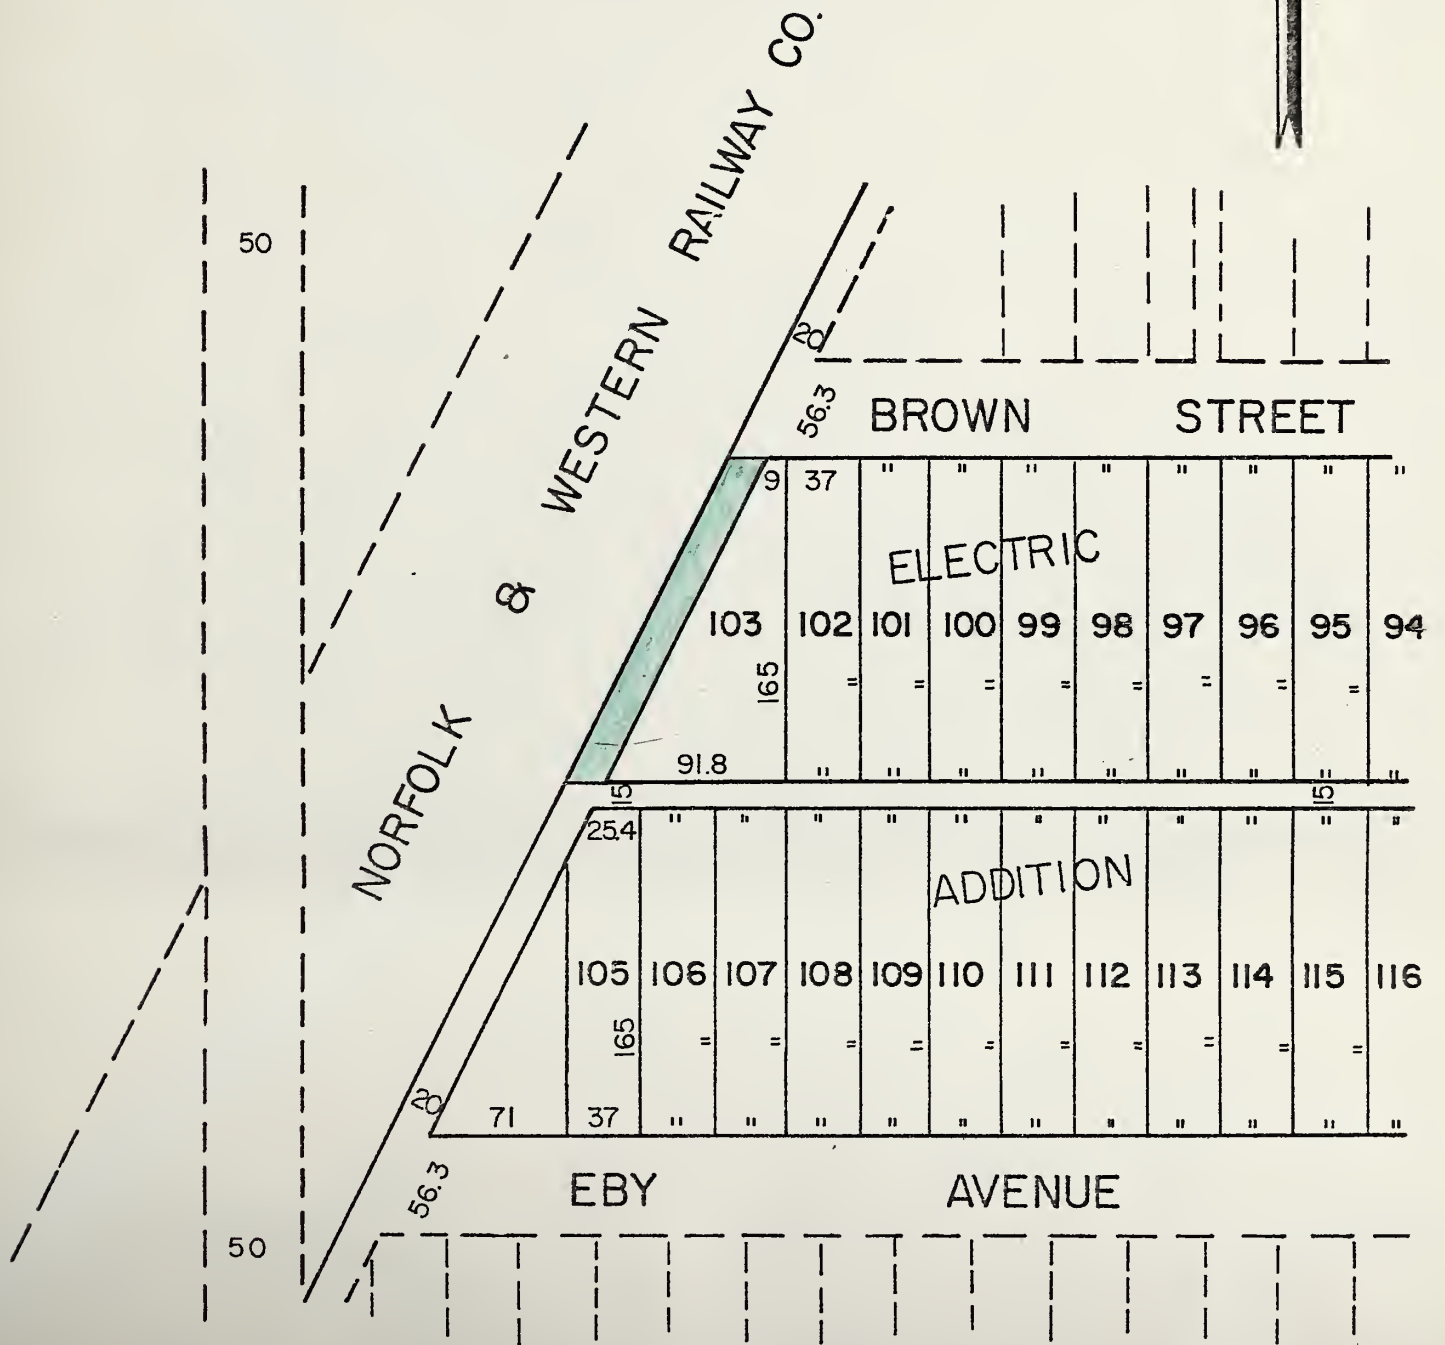 NORFOLK & WESTERN RAILWAY CO.
50
20
56.3
BROWN STREET
9 37 " " " " " " " "
ELECTRIC
103 102 101 100 99 98 97 96 95 94
165 " " " " " " " "
91.8 " " " " " " " " "
15 15
25.4 " " " " " " " " " " "
ADDITION
105 106 107 108 109 110 111 112 113 114 115 116
165 " " " " " " " " " "
20
71 37 " " " " " " " " " " "
56.3
EBY AVENUE
50